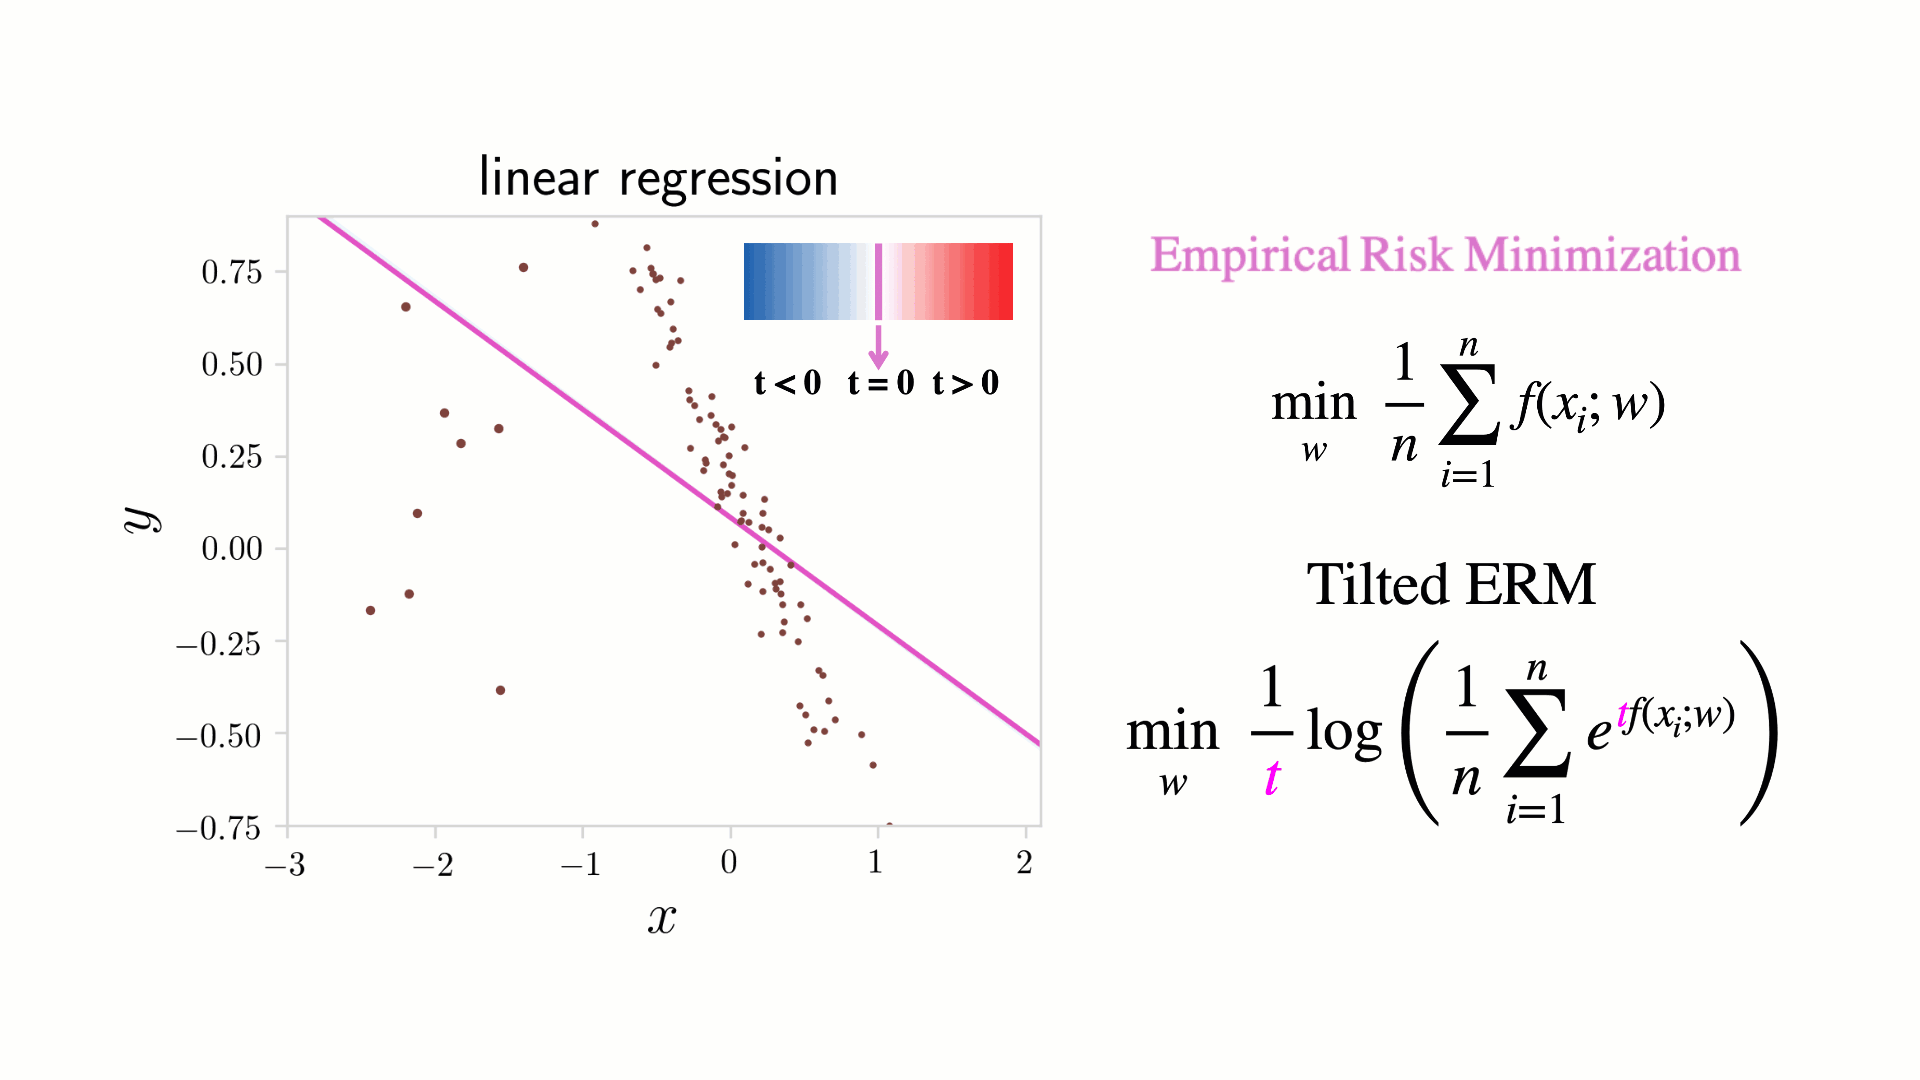 linear regression
y
0.75
0.50
0.25
0.00
−0.25
−0.50
−0.75
−3 −2 −1 0 1 2
x
t < 0 t = 0 t > 0
Empirical Risk Minimization
min_w 1/n ∑_{i=1}^{n} f(x_i; w)
Tilted ERM
min_w 1/t log ( 1/n ∑_{i=1}^{n} e^{tf(x_i;w)} )